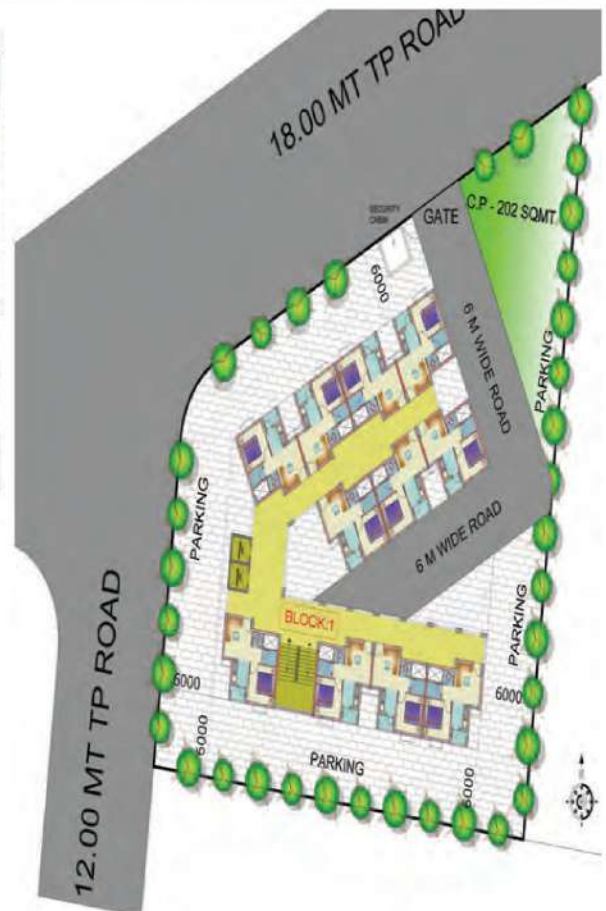 18.00 MT TP ROAD
SECURITY
CABIN
GATE
C.P - 202 SQMT
6000
6 M WIDE ROAD
PARKING
PARKING
6 M WIDE ROAD
BLOCK:1
12.00 MT TP ROAD
PARKING
6000
6000
6000
PARKING
6000